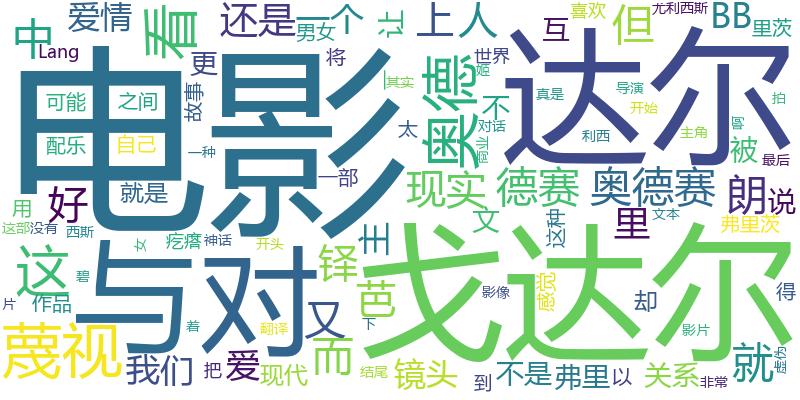 爱情
中
看
还是
一个
男女
让
上
人
但
喜欢
尤利西斯
BB
里茨
互
Lang
更
将
世界
电影
达尔
可能
之间
故事
奥德
不
真是
导演
拍
姬
其实
配乐
自己
太
对话
开始
一种
商业
利西
主角
被
最后
好
就是
一部
现实
德赛
奥德赛
朗
说
用
这部
没有
西斯
女
疙瘩
神话
主
文
这种
里
文本
弗里茨
这
与
对
铎
芭
戈达尔
开头
片
作品
碧
着
翻译
又
下
影像
感觉
却
得
影片
蔑视
我们
把
爱
现代
而
结尾
镜头
到
不是
弗里
以
关系
非常
就
虚伪